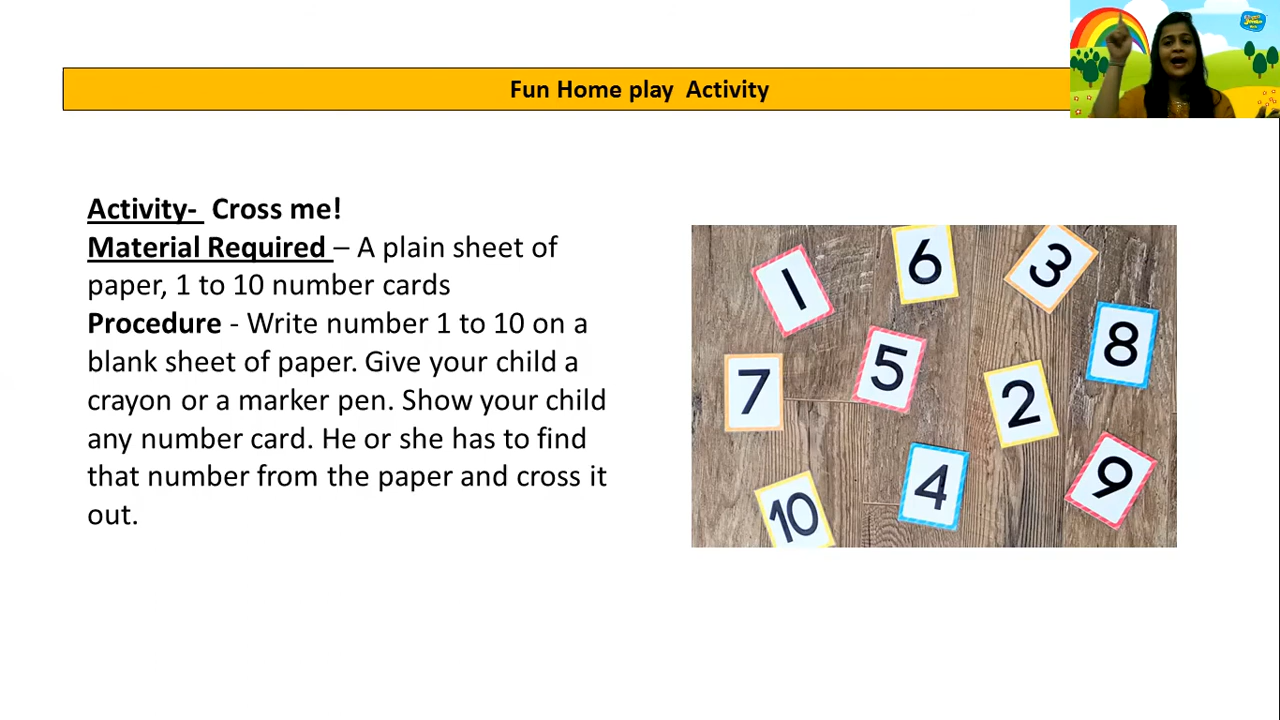 Fun Home play  Activity
Activity-  Cross me!
Material Required – A plain sheet of
paper, 1 to 10 number cards
Procedure - Write number 1 to 10 on a
blank sheet of paper. Give your child a
crayon or a marker pen. Show your child
any number card. He or she has to find
that number from the paper and cross it
out.
1
6
3
8
7
5
2
10
4
9